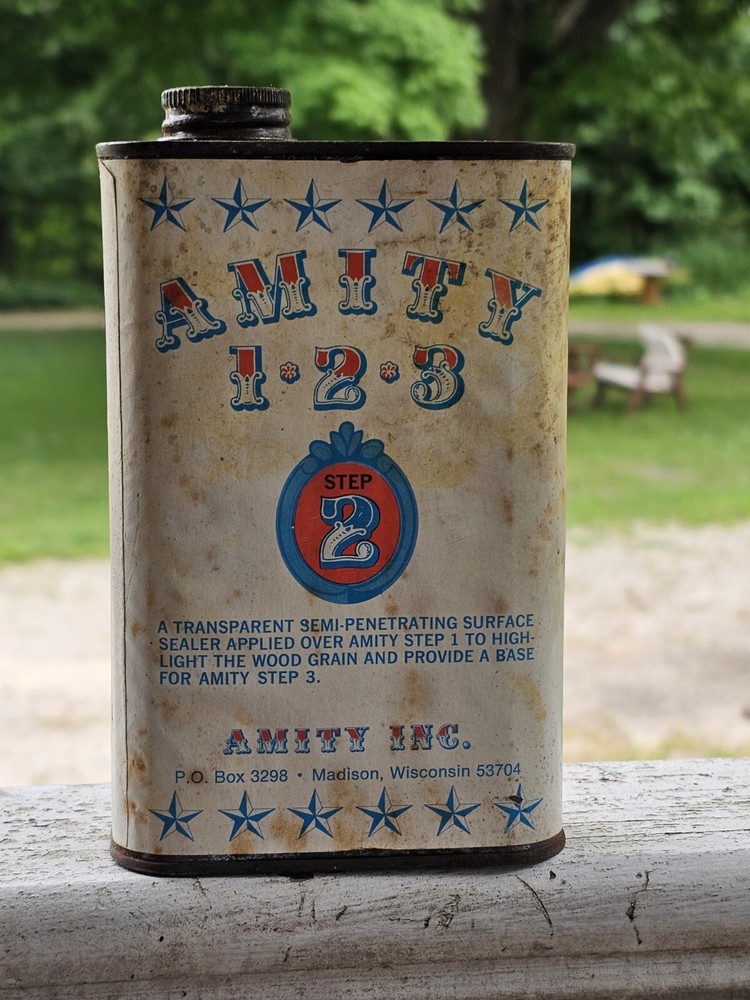 AMITY
1·2·3
STEP
2
A TRANSPARENT SEMI-PENETRATING SURFACE
SEALER APPLIED OVER AMITY STEP 1 TO HIGH-
LIGHT THE WOOD GRAIN AND PROVIDE A BASE
FOR AMITY STEP 3.
AMITY INC.
P.O. Box 3298 • Madison, Wisconsin 53704